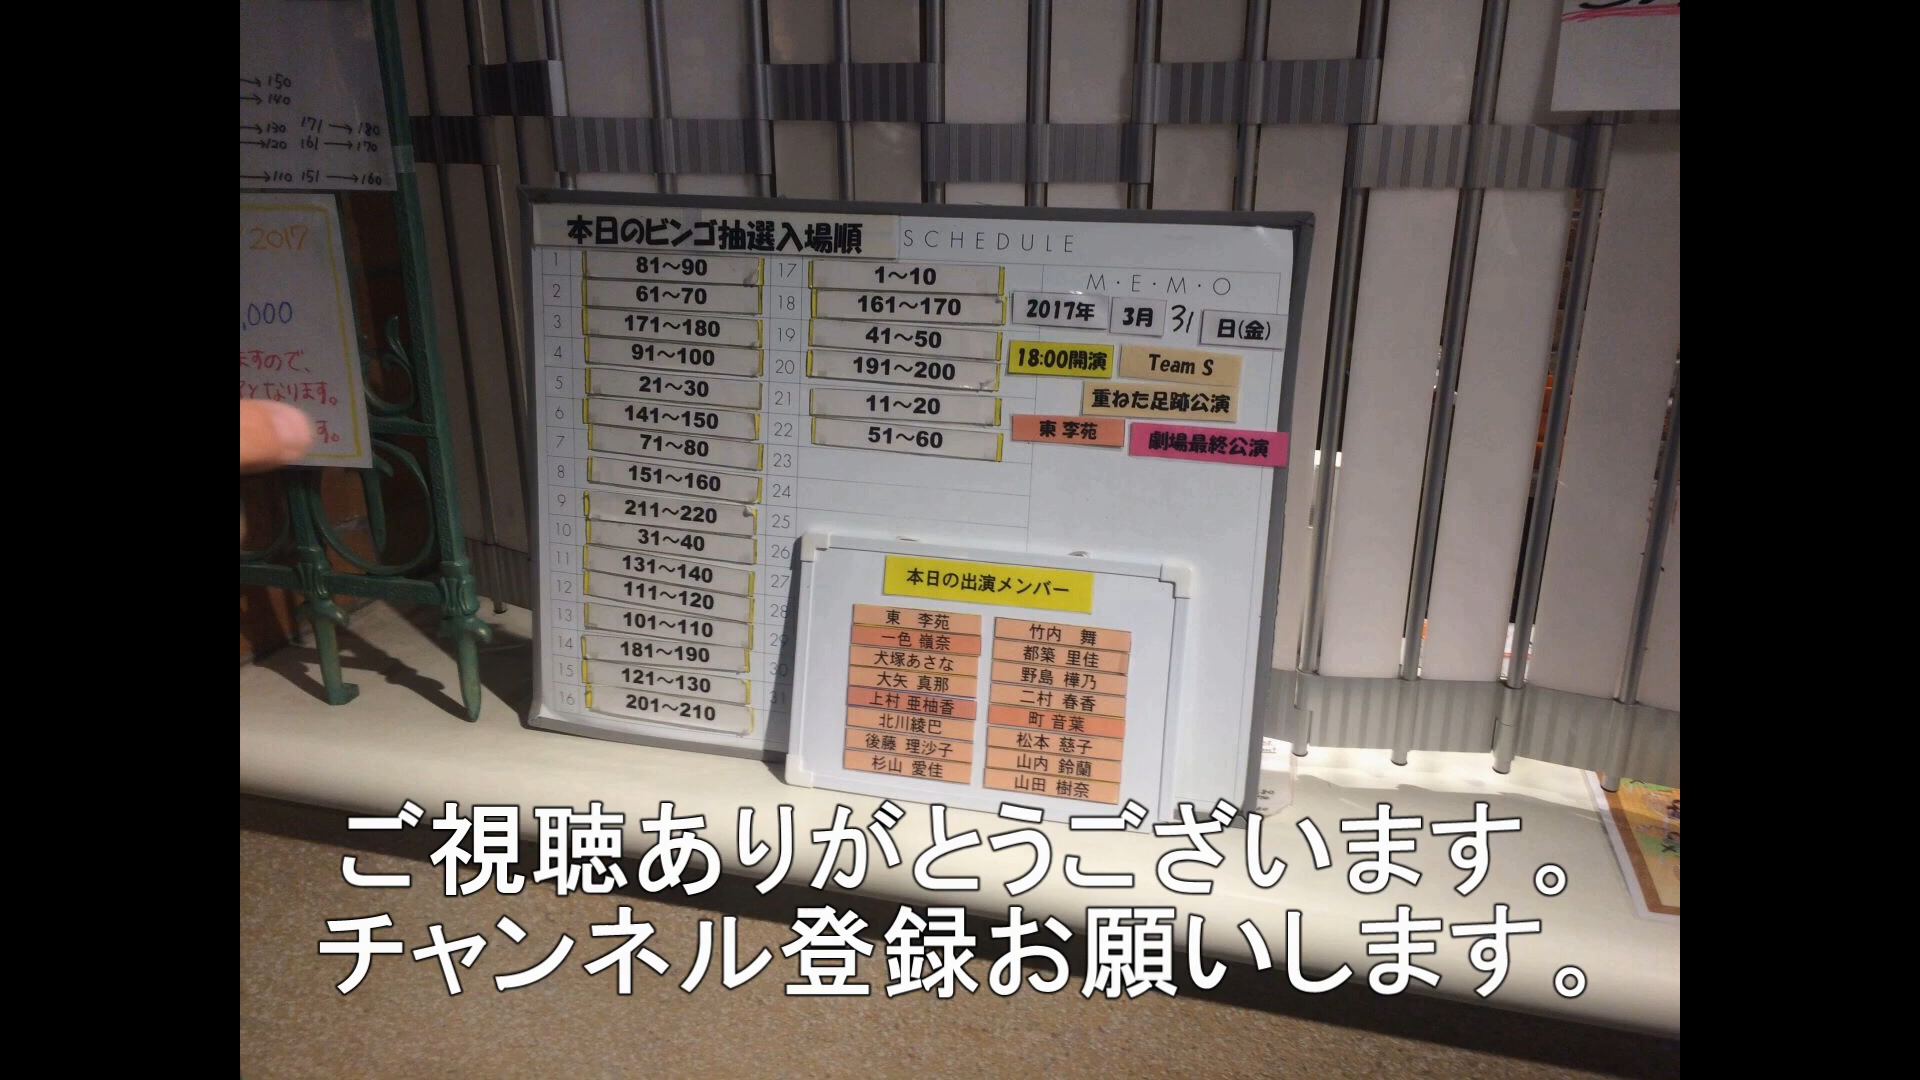 →150
→140
→130 171→180
→120 161→170
→110 151→160
2017
,000
ますので、
となります。
す。
本日のビンゴ抽選入場順 SCHEDULE
M・E・M・O
1 81～90
2 61～70
3 171～180
4 91～100
5 21～30
6 141～150
7 71～80
8 151～160
9 211～220
10 31～40
11 131～140
12 111～120
13 101～110
14 181～190
15 121～130
16 201～210
17 1～10
18 161～170
19 41～50
20 191～200
21 11～20
22 51～60
23
24
25
26
27
28
29
30
31
2017年 3月 31 日(金)
18:00開演 Team S
重ねた足跡公演
東 李苑 劇場最終公演
本日の出演メンバー
東 李苑
一色 嶺奈
犬塚あさな
大矢 真那
上村 亜柚香
北川綾巴
後藤 理沙子
杉山 愛佳
竹内 舞
都築 里佳
野島 樺乃
二村 春香
町 音葉
松本 慈子
山内 鈴蘭
山田 樹奈
ご視聴ありがとうございます。
チャンネル登録お願いします。